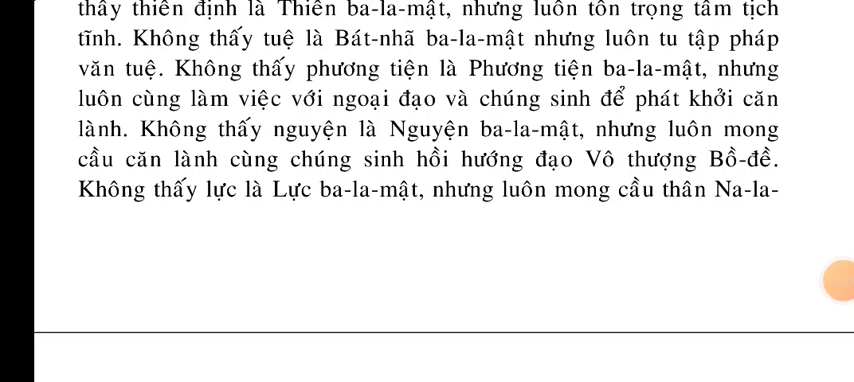 thấy thiền định là Thiền ba-la-mật, nhưng luôn tôn trọng tâm tịch
tĩnh. Không thấy tuệ là Bát-nhã ba-la-mật nhưng luôn tu tập pháp
văn tuệ. Không thấy phương tiện là Phương tiện ba-la-mật, nhưng
luôn cùng làm việc với ngoại đạo và chúng sinh để phát khởi căn
lành. Không thấy nguyện là Nguyện ba-la-mật, nhưng luôn mong
cầu căn lành cùng chúng sinh hồi hướng đạo Vô thượng Bồ-đề.
Không thấy lực là Lực ba-la-mật, nhưng luôn mong cầu thân Na-la-